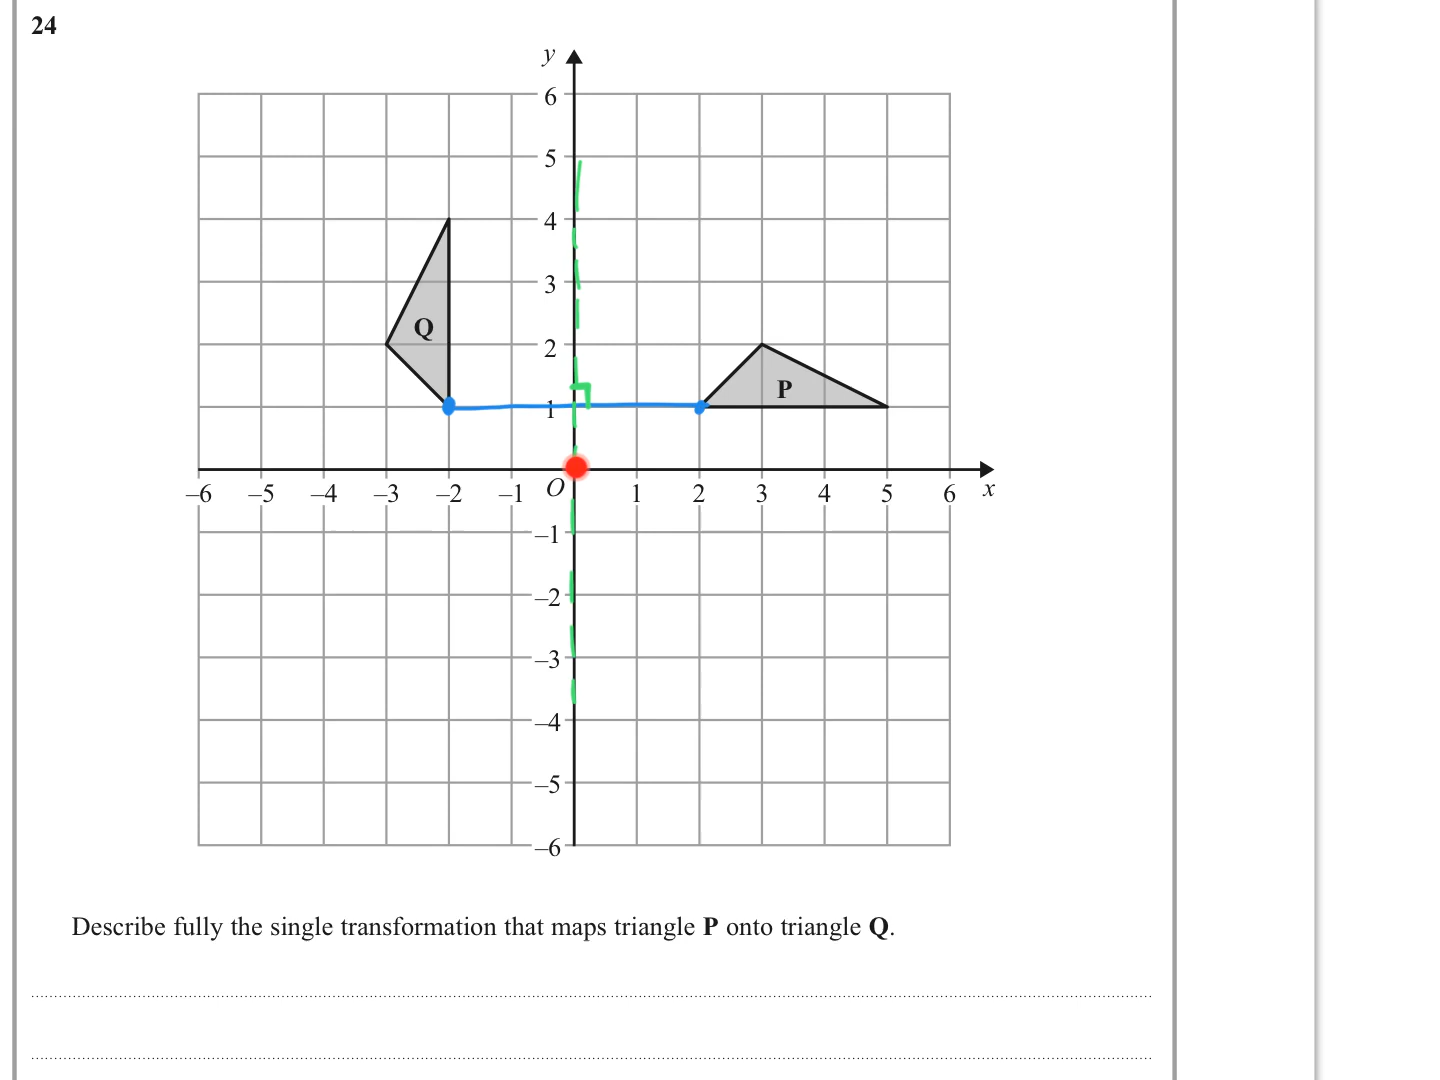 24
y
6
5
4
3
Q
2
P
1
–6 –5 –4 –3 –2 –1 O 1 2 3 4 5 6 x
–1
–2
–3
–4
–5
–6
Describe fully the single transformation that maps triangle P onto triangle Q.